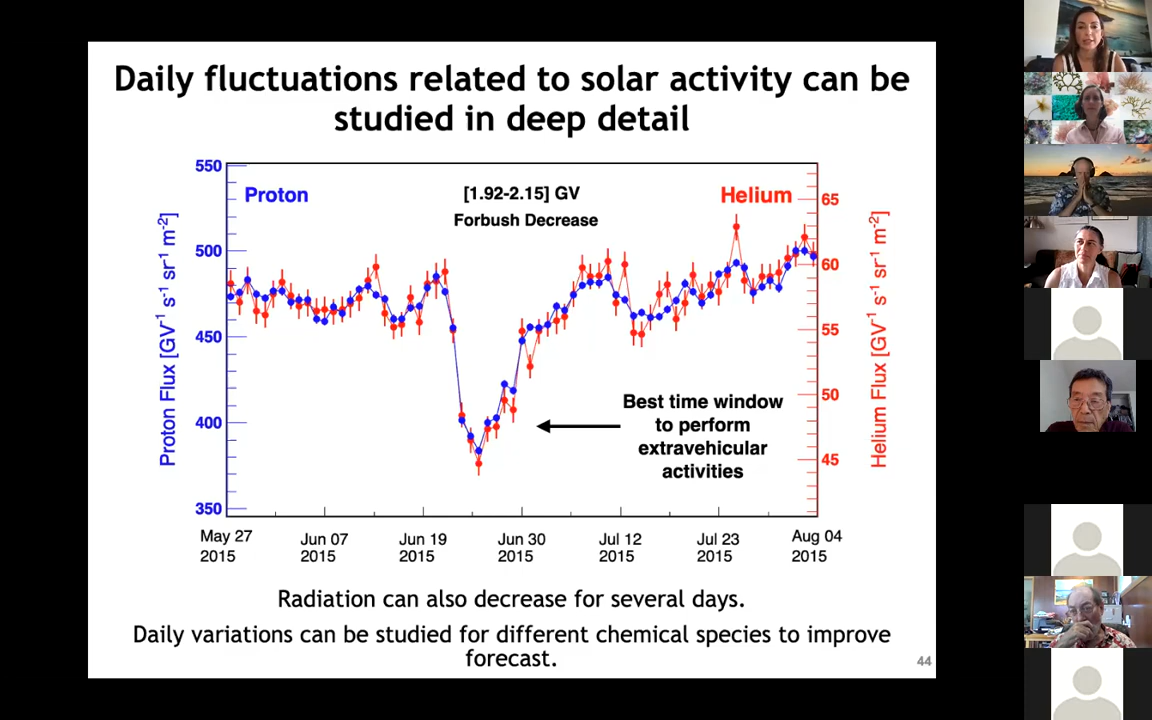 Daily fluctuations related to solar activity can be
studied in deep detail
550
500
450
400
350
Proton Flux [GV⁻¹ s⁻¹ sr¹ m⁻²]
Proton
[1.92-2.15] GV
Forbush Decrease
Helium
65
60
55
50
45
Helium Flux [GV⁻¹ s⁻¹ sr¹ m⁻²]
Best time window
to perform
extravehicular
activities
May 27
2015
Jun 07
2015
Jun 19
2015
Jun 30
2015
Jul 12
2015
Jul 23
2015
Aug 04
2015
Radiation can also decrease for several days.
Daily variations can be studied for different chemical species to improve
forecast.
44